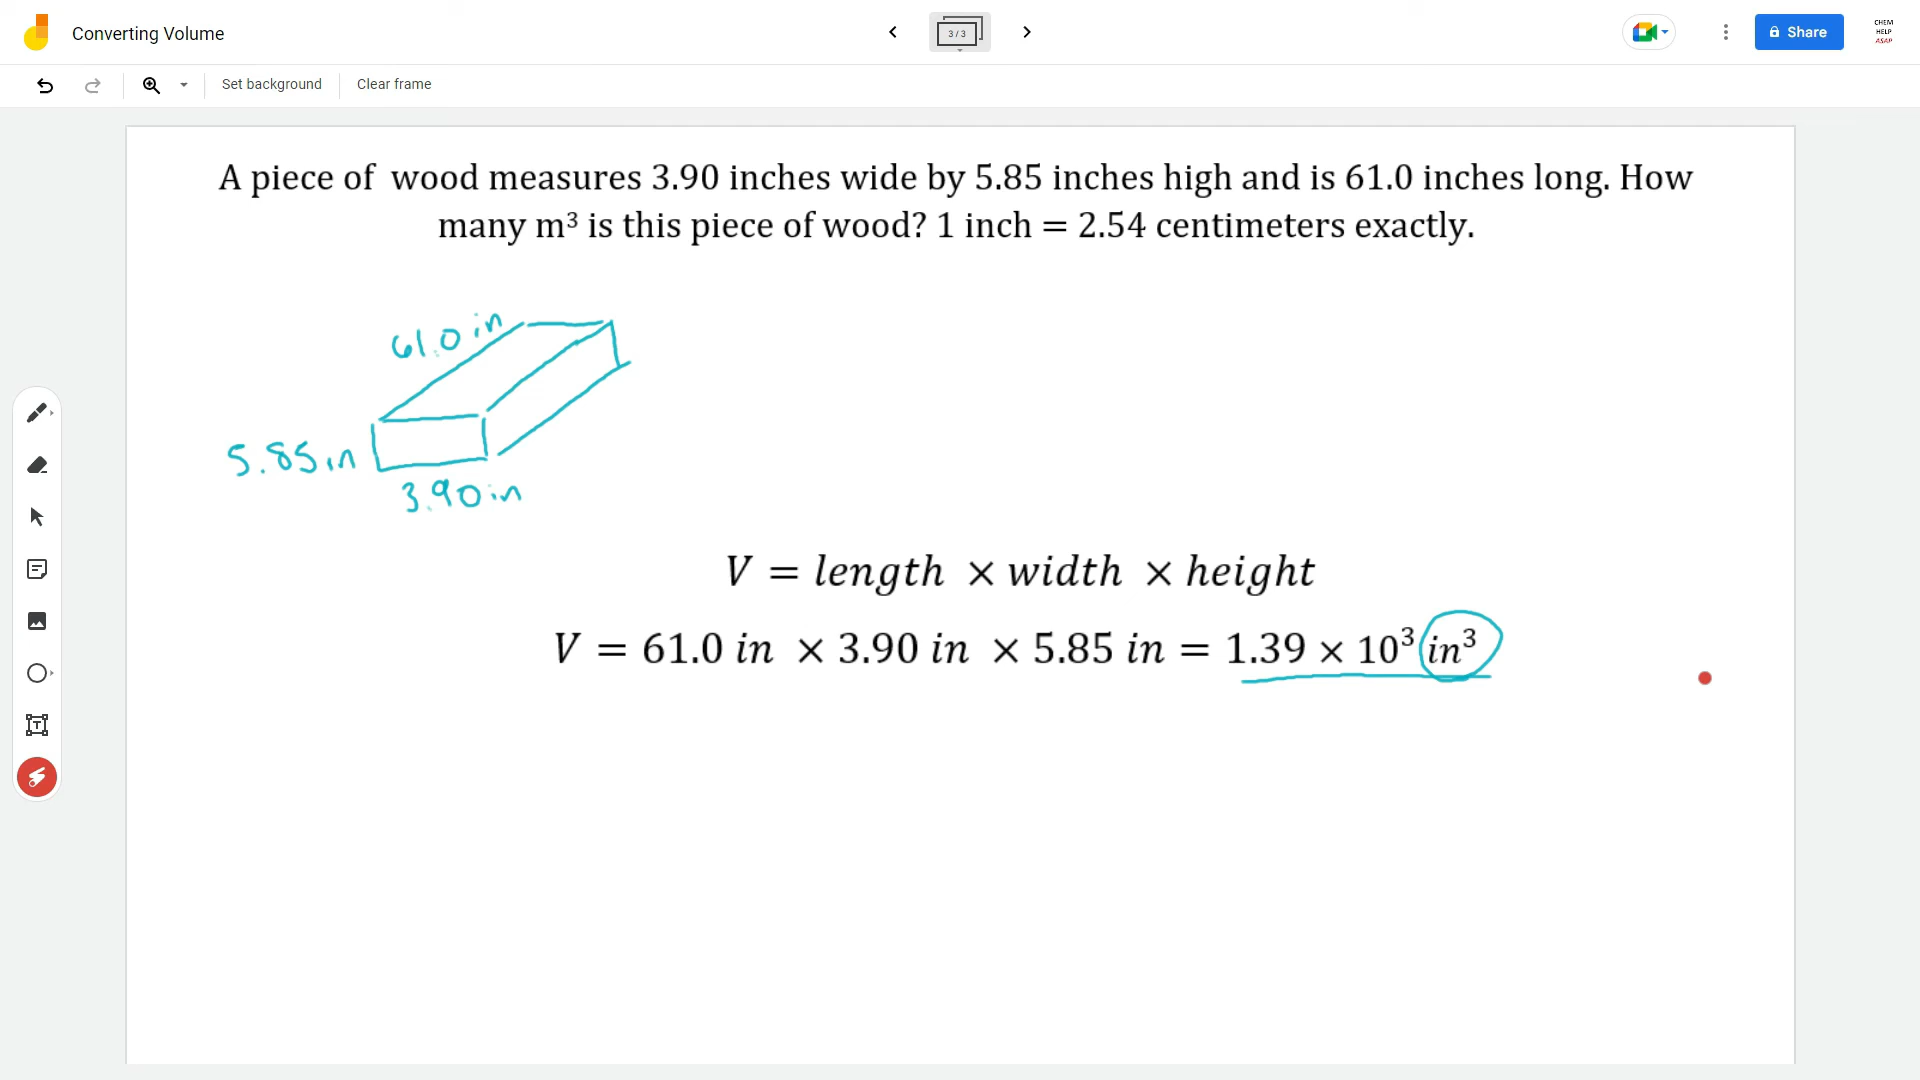 Converting Volume
3 / 3
Share
CHEM
HELP
ASAP
Set background
Clear frame
A piece of wood measures 3.90 inches wide by 5.85 inches high and is 61.0 inches long. How
many m³ is this piece of wood? 1 inch = 2.54 centimeters exactly.
61.0 in
5.85 in
3.90 in
V = length × width × height
V = 61.0 in × 3.90 in × 5.85 in = 1.39 × 10³ in³